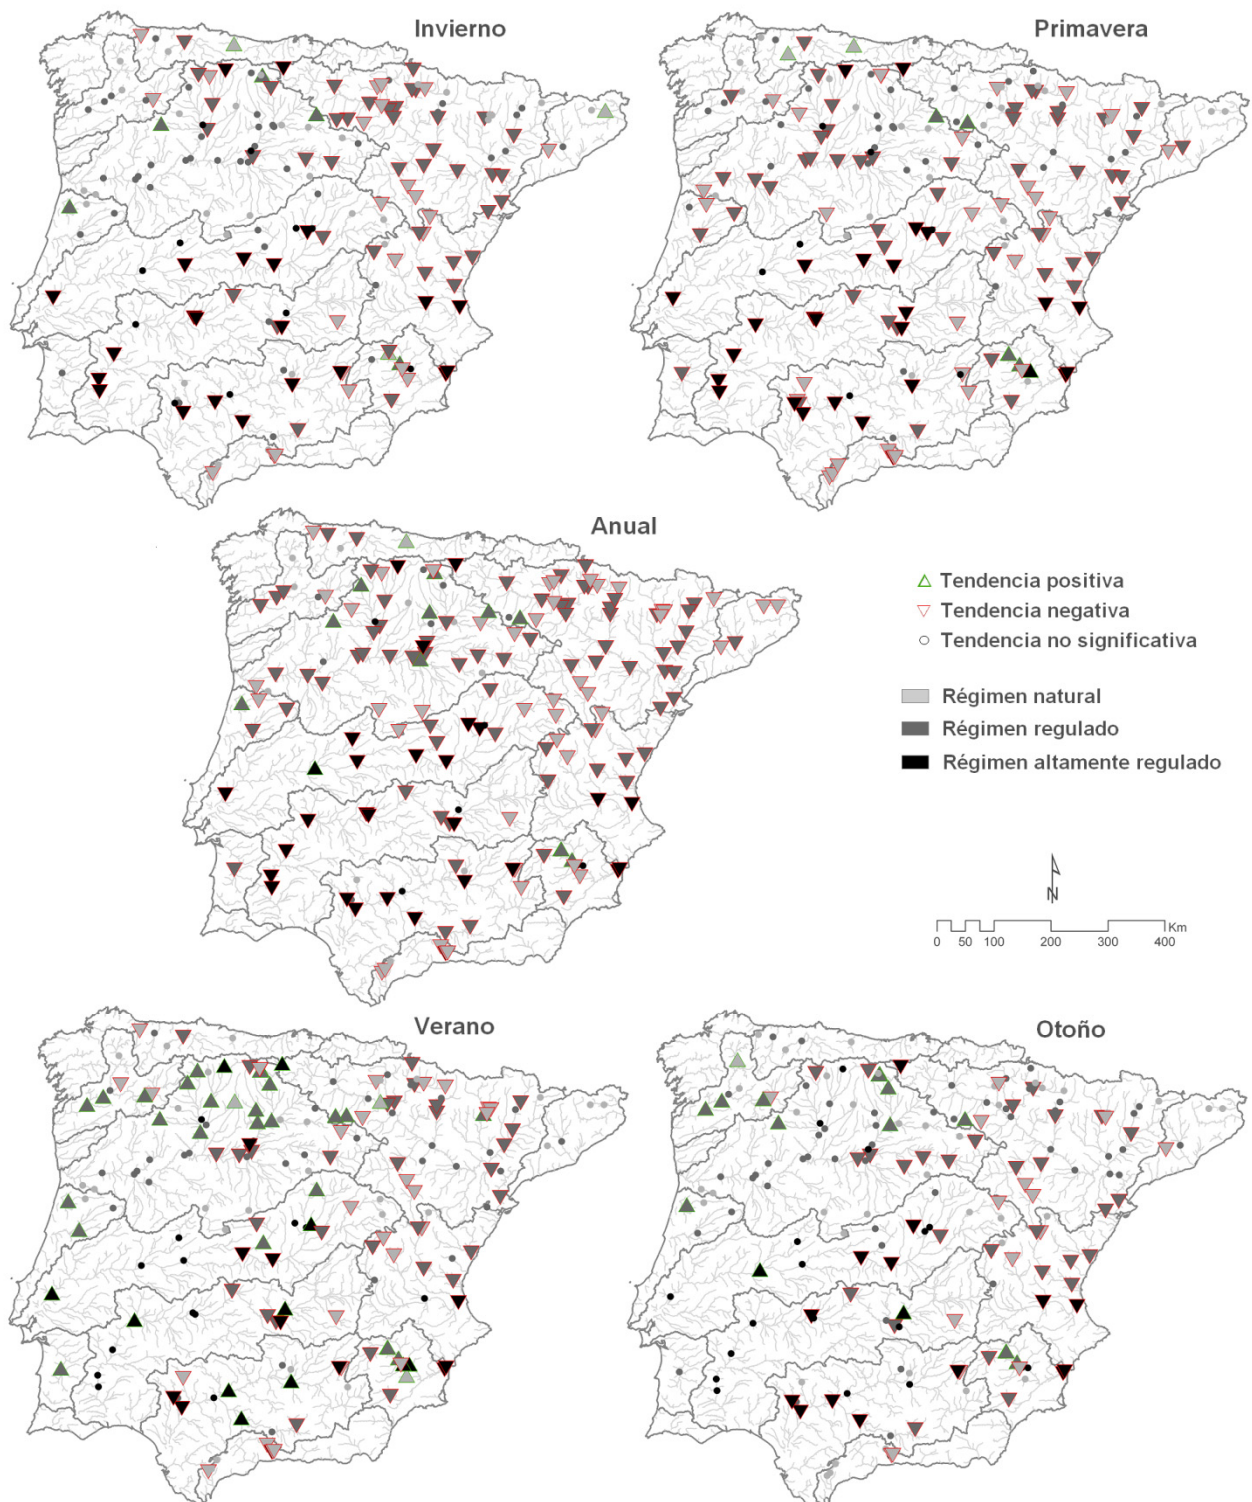 Invierno
Primavera
Anual
Tendencia positiva
Tendencia negativa
Tendencia no significativa
Régimen natural
Régimen regulado
Régimen altamente regulado
N
Km
0 50 100 200 300 400
Verano
Otoño